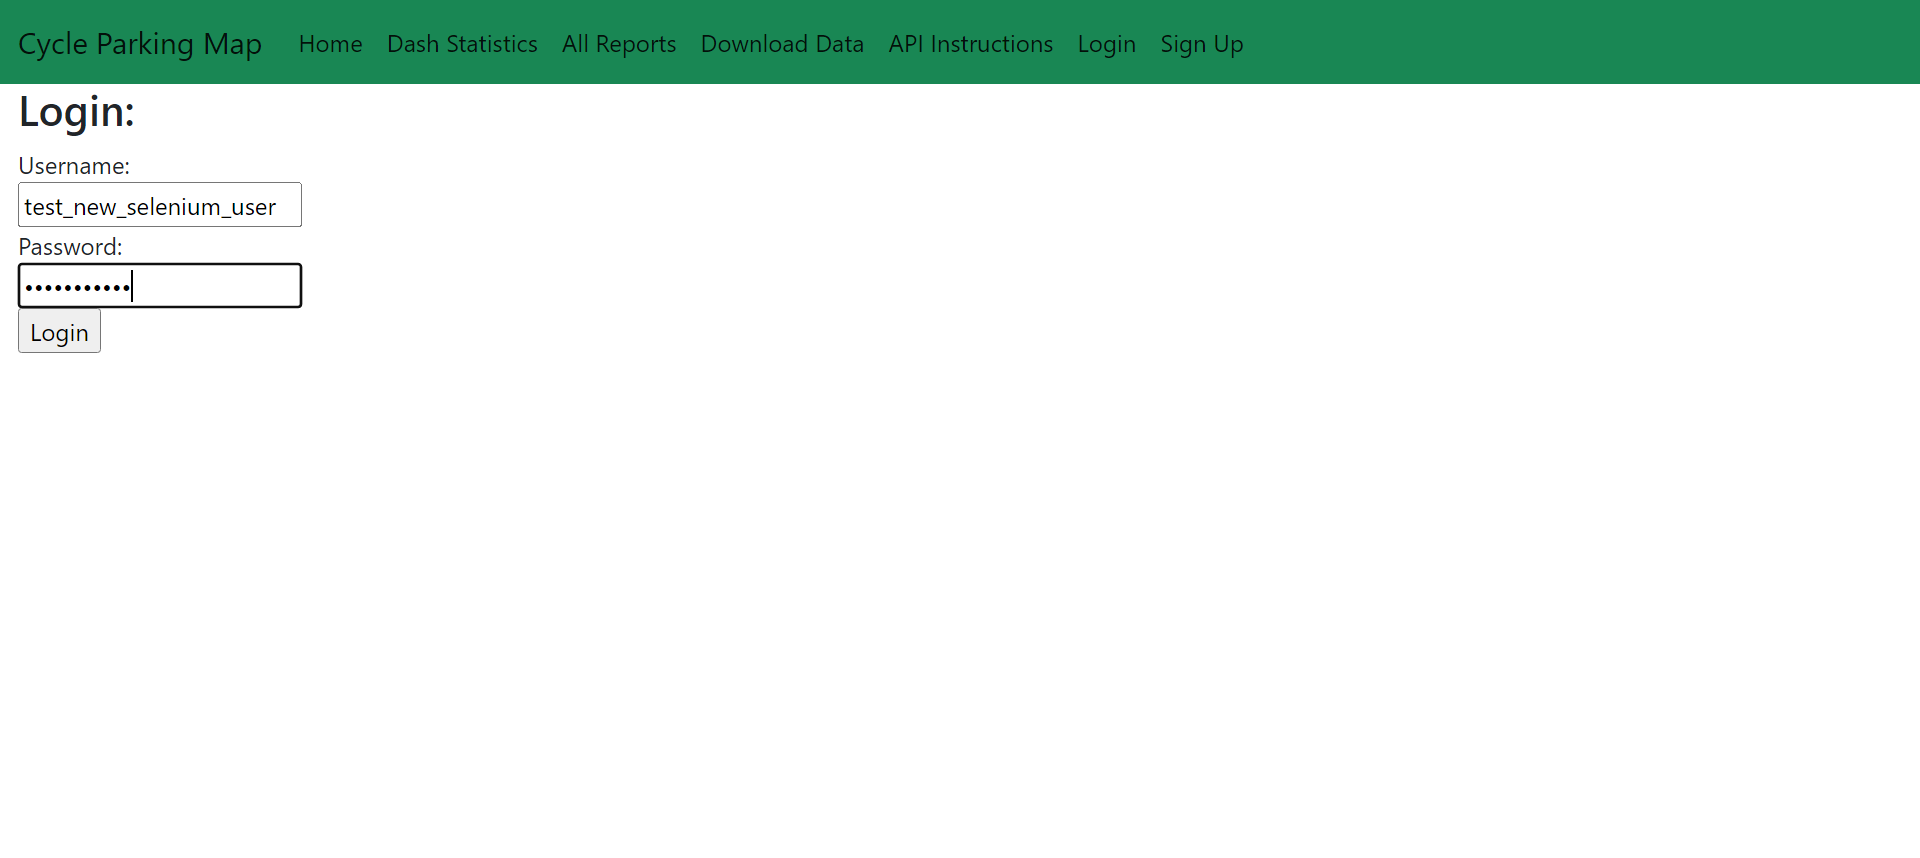 Cycle Parking Map Home Dash Statistics All Reports Download Data API Instructions Login Sign Up
Login:
Username:
test_new_selenium_user
Password:
•••••••••••
Login